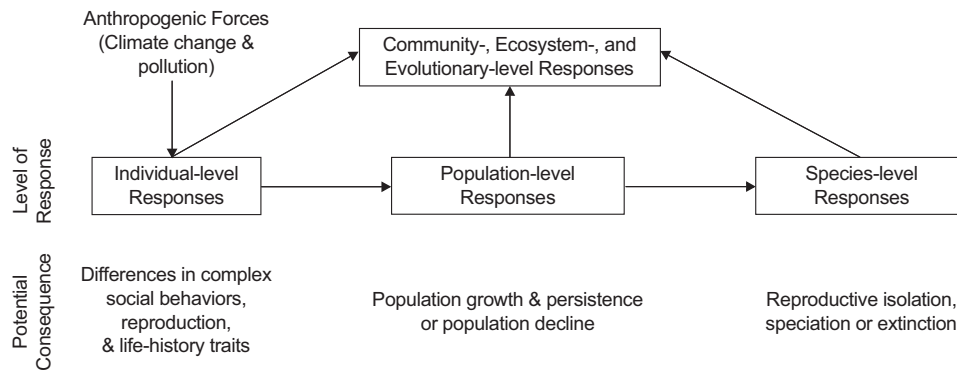 Anthropogenic Forces
(Climate change &
pollution)
Community-, Ecosystem-, and
Evolutionary-level Responses
Level of
Response
Individual-level
Responses
Population-level
Responses
Species-level
Responses
Potential
Consequence
Differences in complex
social behaviors,
reproduction,
& life-history traits
Population growth & persistence
or population decline
Reproductive isolation,
speciation or extinction